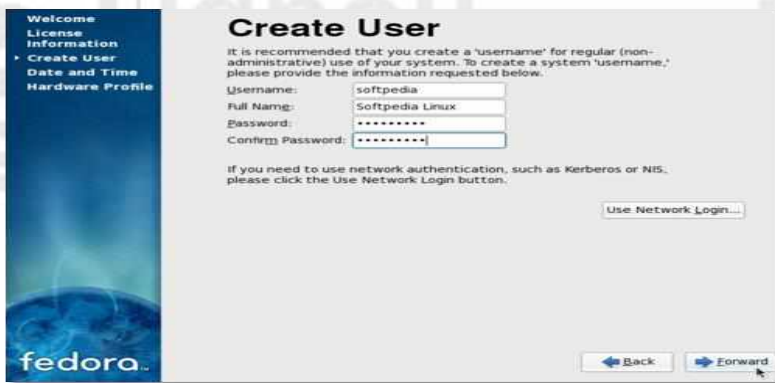 Welcome
License
Information
Create User
Date and Time
Hardware Profile
Create User
It is recommended that you create a 'username' for regular (non-
administrative) use of your system. To create a system 'username,'
please provide the information requested below.
Username: softpedia
Full Name: Softpedia Linux
Password: •••••••••
Confirm Password: •••••••••
If you need to use network authentication, such as Kerberos or NIS,
please click the Use Network Login button.
Use Network Login...
fedora™
Back Forward